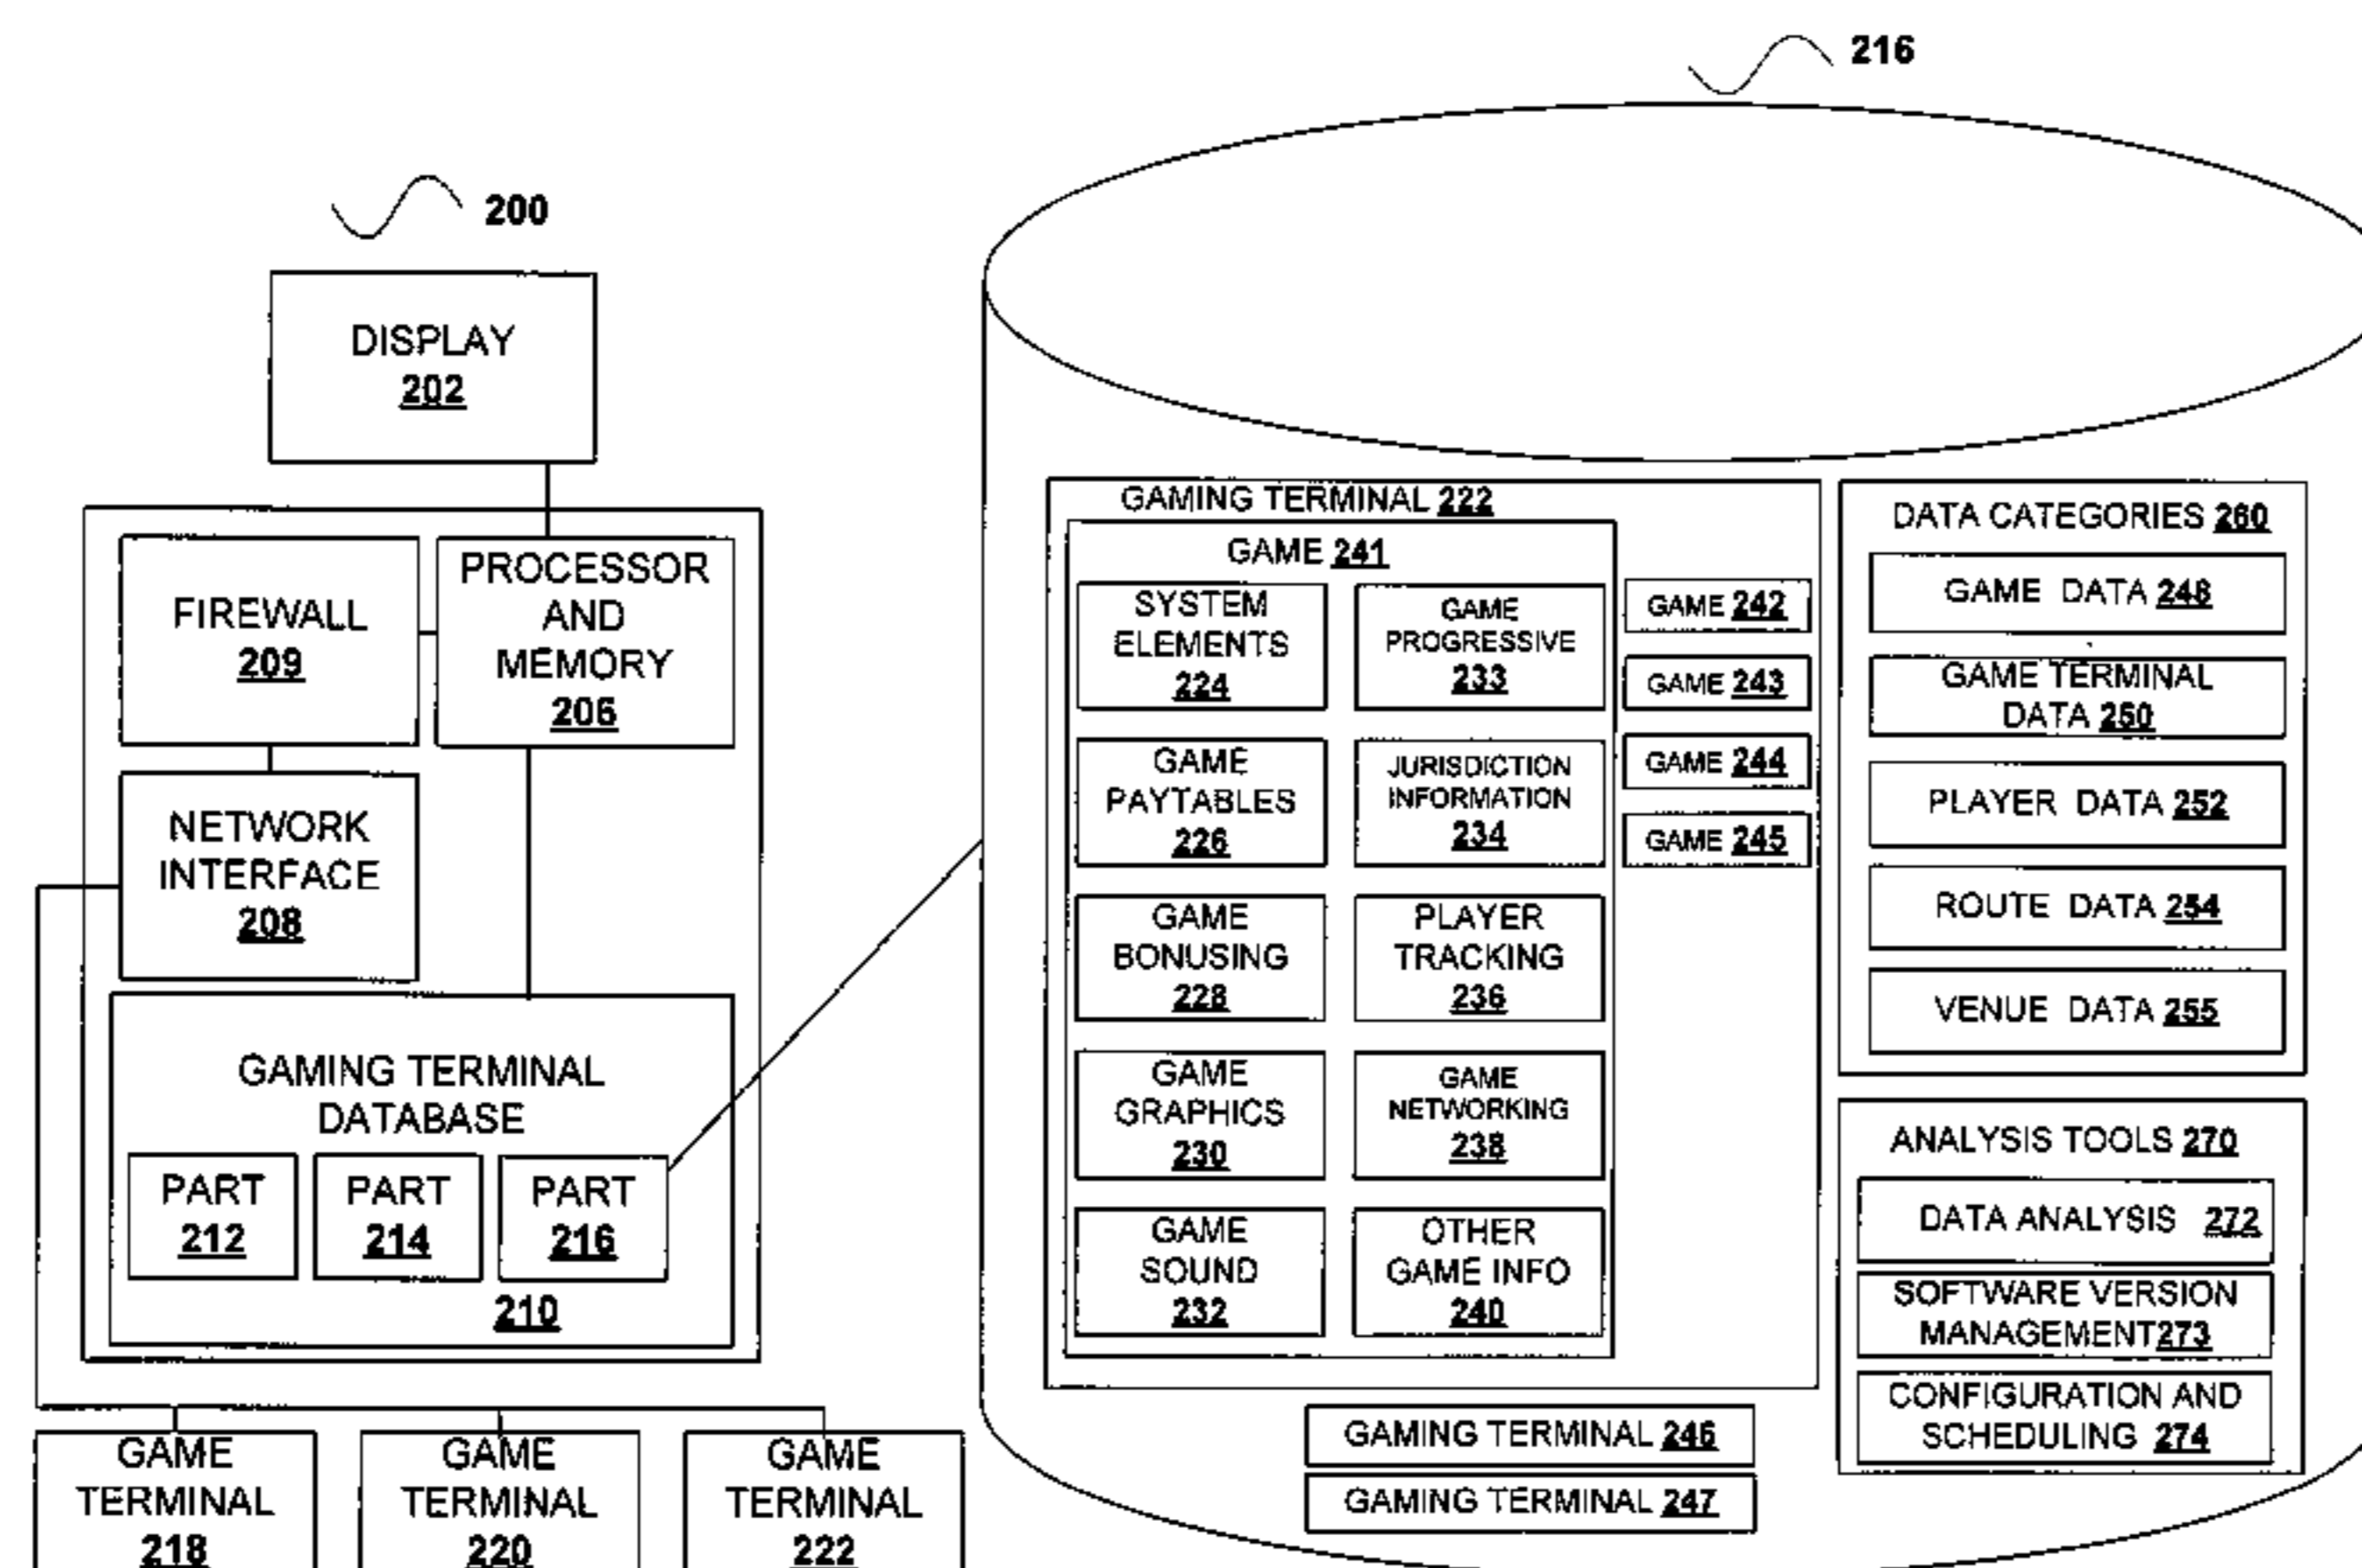 216
200
DISPLAY
202
FIREWALL
209
PROCESSOR
AND
MEMORY
206
NETWORK
INTERFACE
208
GAMING TERMINAL
DATABASE
PART
212
PART
214
PART
216
210
GAME
TERMINAL
218
GAME
TERMINAL
220
GAME
TERMINAL
222
GAMING TERMINAL 222
GAME 241
SYSTEM
ELEMENTS
224
GAME
PROGRESSIVE
233
GAME
PAYTABLES
226
JURISDICTION
INFORMATION
234
GAME
BONUSING
228
PLAYER
TRACKING
236
GAME
GRAPHICS
230
GAME
NETWORKING
238
GAME
SOUND
232
OTHER
GAME INFO
240
GAME 242
GAME 243
GAME 244
GAME 245
GAMING TERMINAL 246
GAMING TERMINAL 247
DATA CATEGORIES 260
GAME DATA 248
GAME TERMINAL
DATA 250
PLAYER DATA 252
ROUTE DATA 254
VENUE DATA 255
ANALYSIS TOOLS 270
DATA ANALYSIS 272
SOFTWARE VERSION
MANAGEMENT273
CONFIGURATION AND
SCHEDULING 274